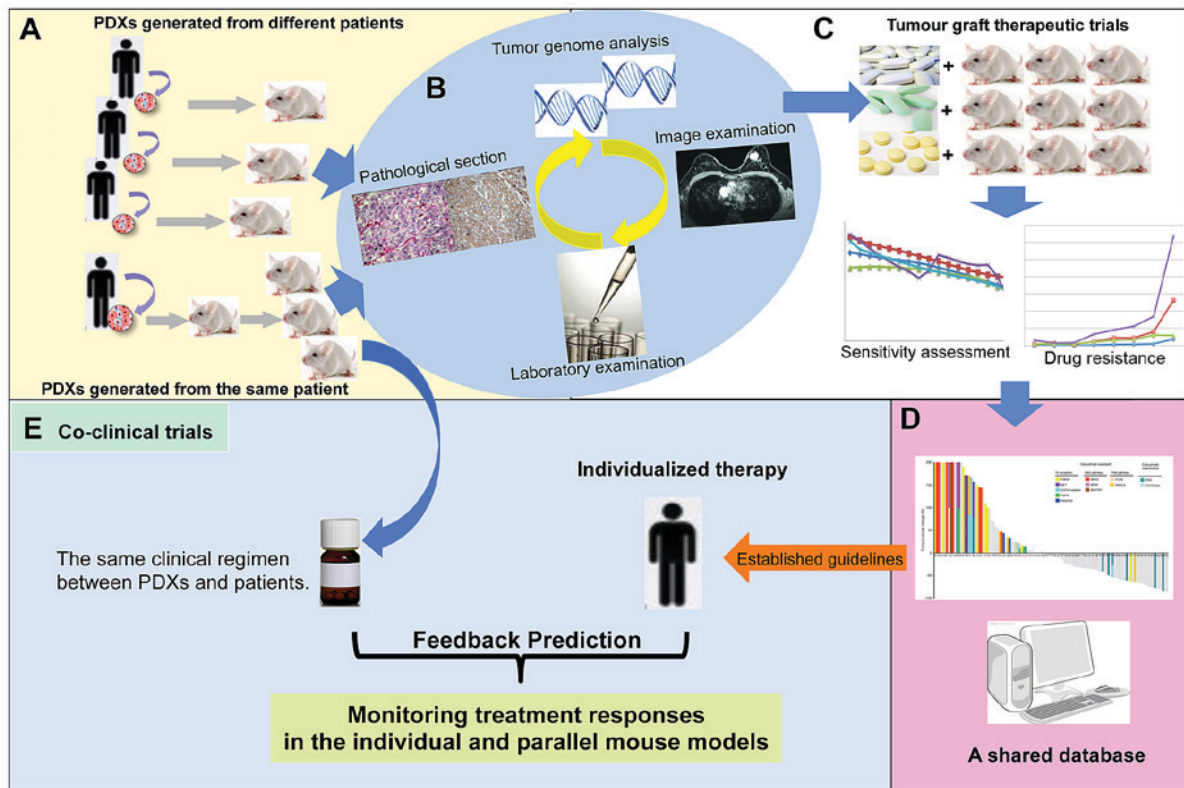 A
PDXs generated from different patients
PDXs generated from the same patient
B
Tumor genome analysis
Pathological section
Image examination
Laboratory examination
C
Tumour graft therapeutic trials
+
+
+
Sensitivity assessment
Drug resistance
D
A shared database
E
Co-clinical trials
Individualized therapy
The same clinical regimen
between PDXs and patients.
Established guidelines
Feedback Prediction
Monitoring treatment responses
in the individual and parallel mouse models